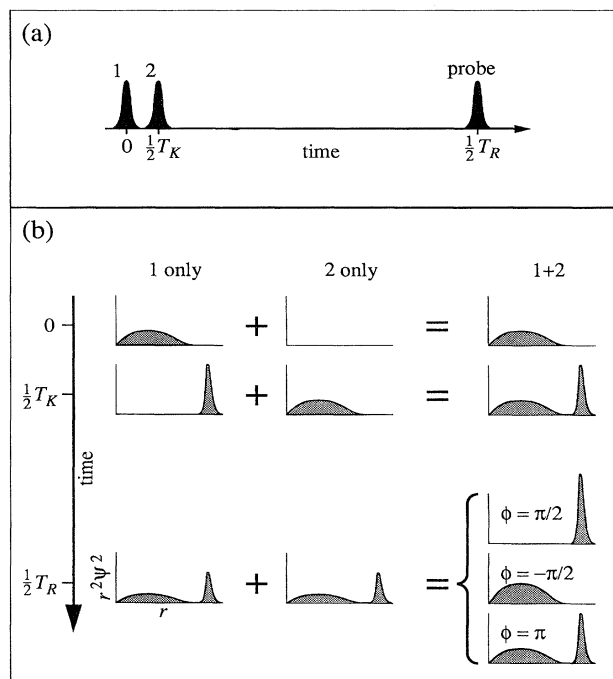 (a)
1 2 probe
0 ½T_K time ½T_R
(b)
1 only 2 only 1+2
0 + =
½T_K + =
time
ϕ = π/2
½T_R r²ψ² + = ϕ = −π/2
r
ϕ = π